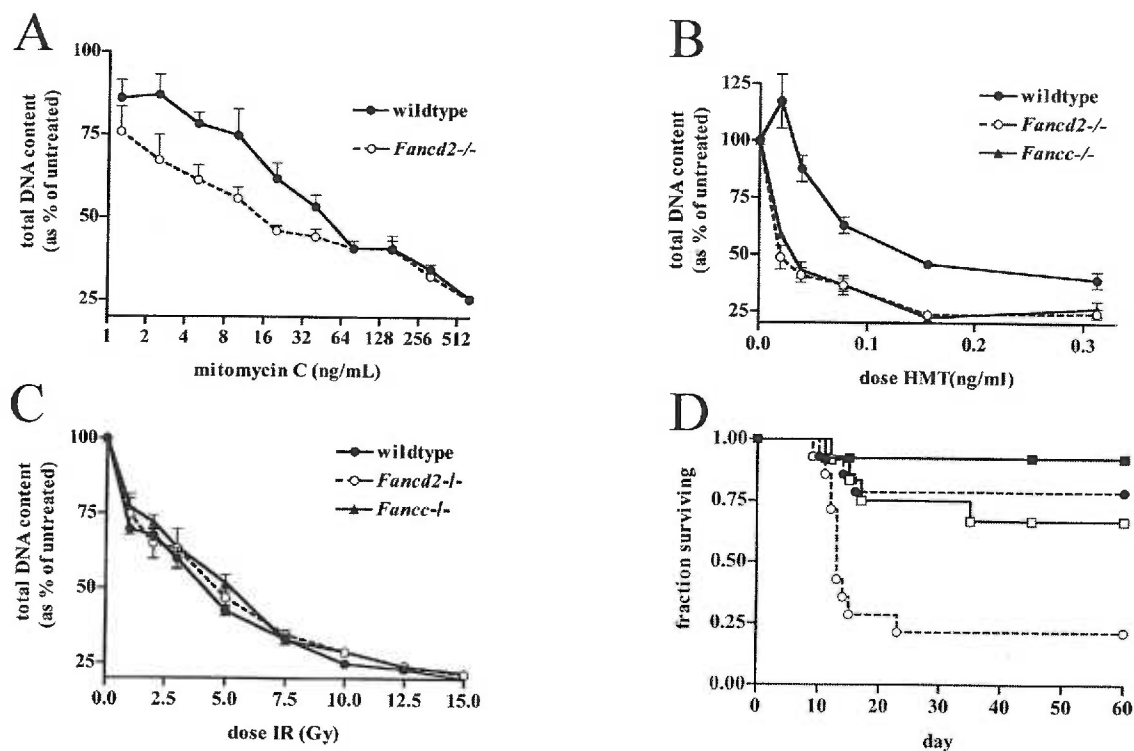 A
100
75
50
25
total DNA content
(as % of untreated)
wildtype
Fancd2-/-
1 2 4 8 16 32 64 128 256 512
mitomycin C (ng/mL)
B
125
100
75
50
25
total DNA content
(as % of untreated)
wildtype
Fancd2-/-
Fancc-/-
0.0 0.1 0.2 0.3
dose HMT(ng/ml)
C
100
75
50
25
total DNA content
(as % of untreated)
wildtype
Fancd2-/-
Fancc-/-
0.0 2.5 5.0 7.5 10.0 12.5 15.0
dose IR (Gy)
D
1.00
0.75
0.50
0.25
0.00
fraction surviving
0 10 20 30 40 50 60
day